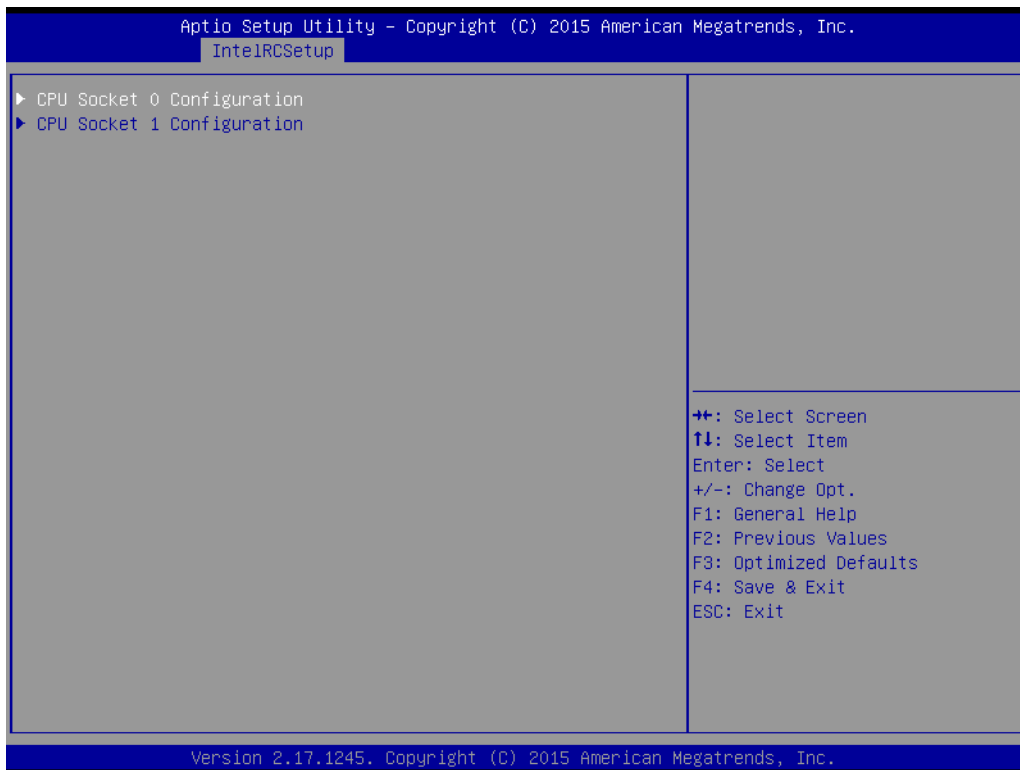 Aptio Setup Utility – Copyright (C) 2015 American Megatrends, Inc.
IntelRCSetup
▶ CPU Socket 0 Configuration
▶ CPU Socket 1 Configuration
→←: Select Screen
↑↓: Select Item
Enter: Select
+/-: Change Opt.
F1: General Help
F2: Previous Values
F3: Optimized Defaults
F4: Save & Exit
ESC: Exit
Version 2.17.1245. Copyright (C) 2015 American Megatrends, Inc.